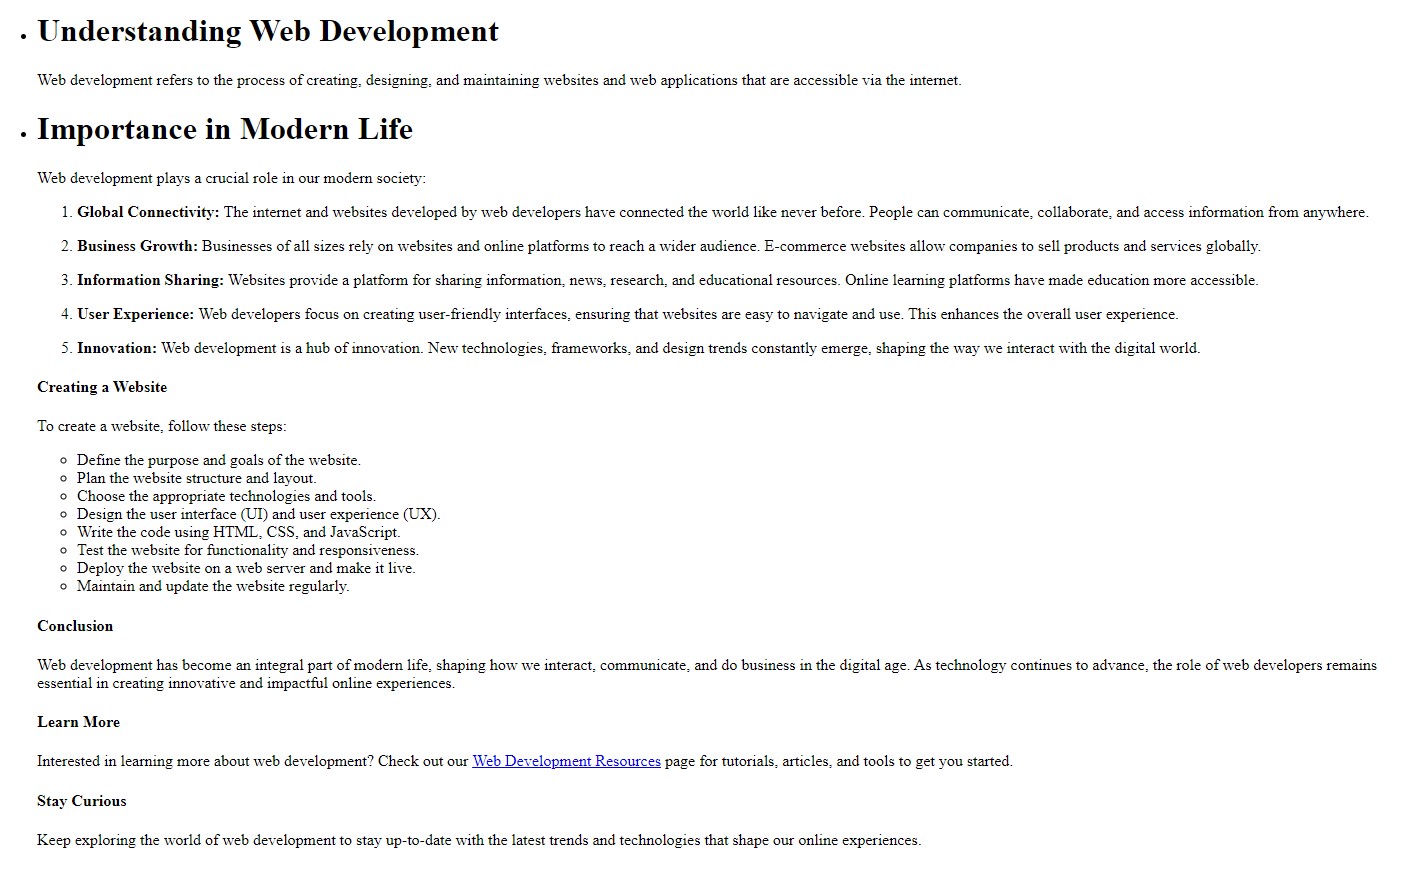 • Understanding Web Development
Web development refers to the process of creating, designing, and maintaining websites and web applications that are accessible via the internet.
• Importance in Modern Life
Web development plays a crucial role in our modern society:
1. Global Connectivity: The internet and websites developed by web developers have connected the world like never before. People can communicate, collaborate, and access information from anywhere.
2. Business Growth: Businesses of all sizes rely on websites and online platforms to reach a wider audience. E-commerce websites allow companies to sell products and services globally.
3. Information Sharing: Websites provide a platform for sharing information, news, research, and educational resources. Online learning platforms have made education more accessible.
4. User Experience: Web developers focus on creating user-friendly interfaces, ensuring that websites are easy to navigate and use. This enhances the overall user experience.
5. Innovation: Web development is a hub of innovation. New technologies, frameworks, and design trends constantly emerge, shaping the way we interact with the digital world.
Creating a Website
To create a website, follow these steps:
◦ Define the purpose and goals of the website.
◦ Plan the website structure and layout.
◦ Choose the appropriate technologies and tools.
◦ Design the user interface (UI) and user experience (UX).
◦ Write the code using HTML, CSS, and JavaScript.
◦ Test the website for functionality and responsiveness.
◦ Deploy the website on a web server and make it live.
◦ Maintain and update the website regularly.
Conclusion
Web development has become an integral part of modern life, shaping how we interact, communicate, and do business in the digital age. As technology continues to advance, the role of web developers remains
essential in creating innovative and impactful online experiences.
Learn More
Interested in learning more about web development? Check out our Web Development Resources page for tutorials, articles, and tools to get you started.
Stay Curious
Keep exploring the world of web development to stay up-to-date with the latest trends and technologies that shape our online experiences.